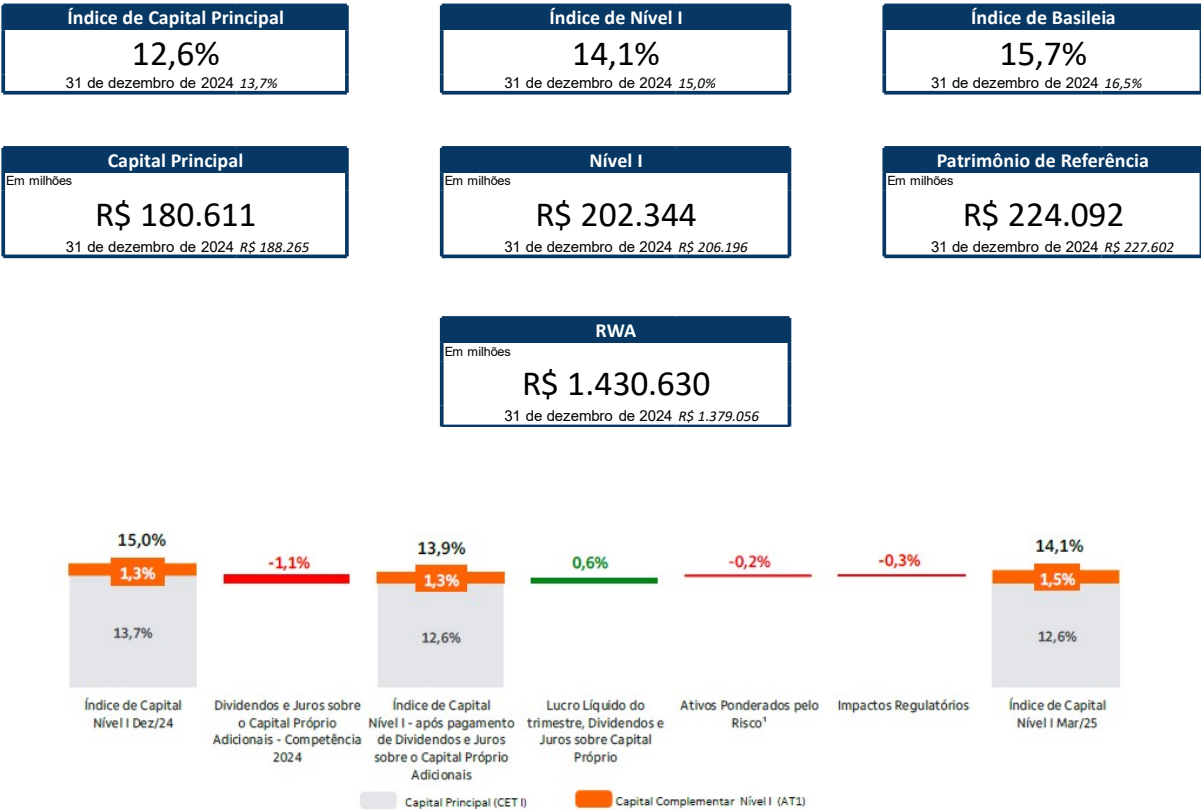 Índice de Capital Principal
12,6%
31 de dezembro de 2024 13,7%
Índice de Nível I
14,1%
31 de dezembro de 2024 15,0%
Índice de Basileia
15,7%
31 de dezembro de 2024 16,5%
Capital Principal
Em milhões
R$ 180.611
31 de dezembro de 2024 R$ 188.265
Nível I
Em milhões
R$ 202.344
31 de dezembro de 2024 R$ 206.196
Patrimônio de Referência
Em milhões
R$ 224.092
31 de dezembro de 2024 R$ 227.602
RWA
Em milhões
R$ 1.430.630
31 de dezembro de 2024 R$ 1.379.056
15,0%
1,3%
13,7%
Índice de Capital
Nível I Dez/24
-1,1%
Dividendos e Juros sobre
o Capital Próprio
Adicionais - Competência
2024
13,9%
1,3%
12,6%
Índice de Capital
Nível I - após pagamento
de Dividendos e Juros
sobre o Capital Próprio
Adicionais
0,6%
Lucro Líquido do
trimestre, Dividendos e
Juros sobre Capital
Próprio
-0,2%
Ativos Ponderados pelo
Risco¹
-0,3%
Impactos Regulatórios
14,1%
1,5%
12,6%
Índice de Capital
Nível I Mar/25
Capital Principal (CET I)
Capital Complementar Nível I (AT1)